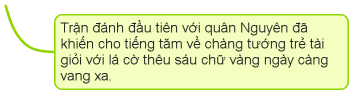 Trận đánh đầu tiên với quân Nguyên đã
khiến cho tiếng tăm về chàng tướng trẻ tài
giỏi với lá cờ thêu sáu chữ vàng ngày càng
vang xa.